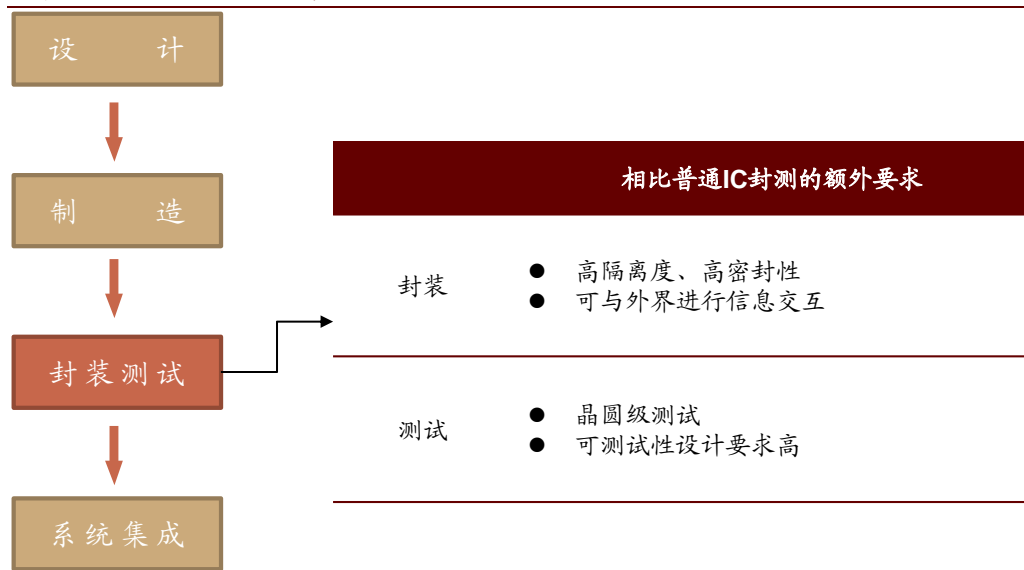 设 计
制 造
封装测试
系统集成
相比普通IC封测的额外要求
封装
● 高隔离度、高密封性
● 可与外界进行信息交互
测试
● 晶圆级测试
● 可测试性设计要求高